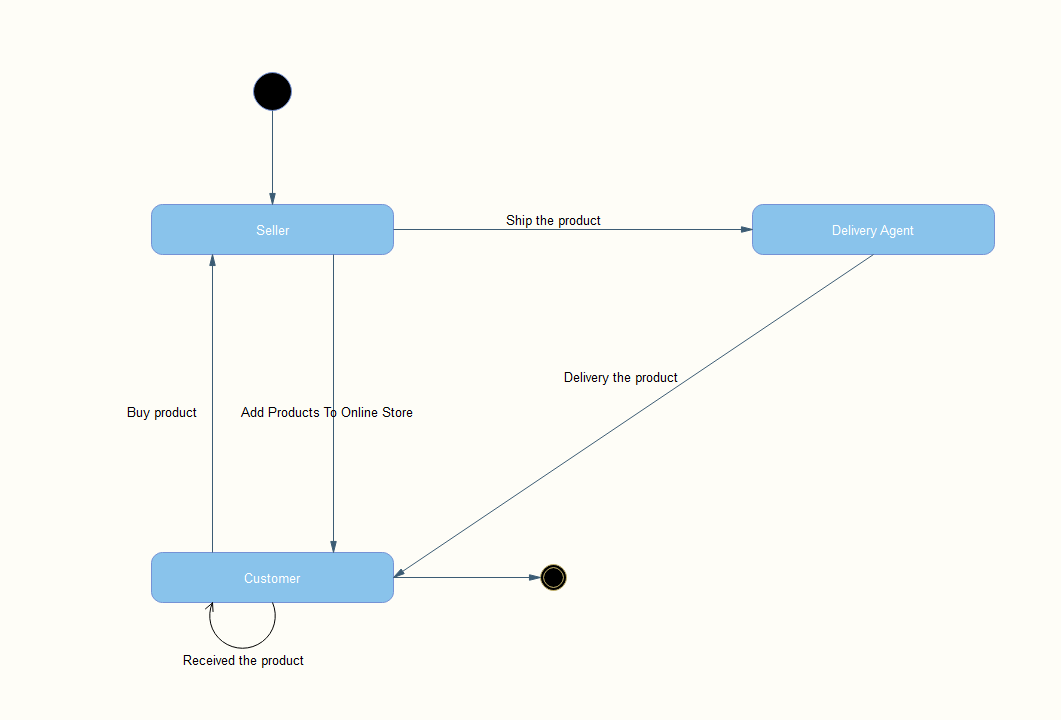 Ship the product
Seller
Delivery Agent
Delivery the product
Buy product
Add Products To Online Store
Customer
Received the product